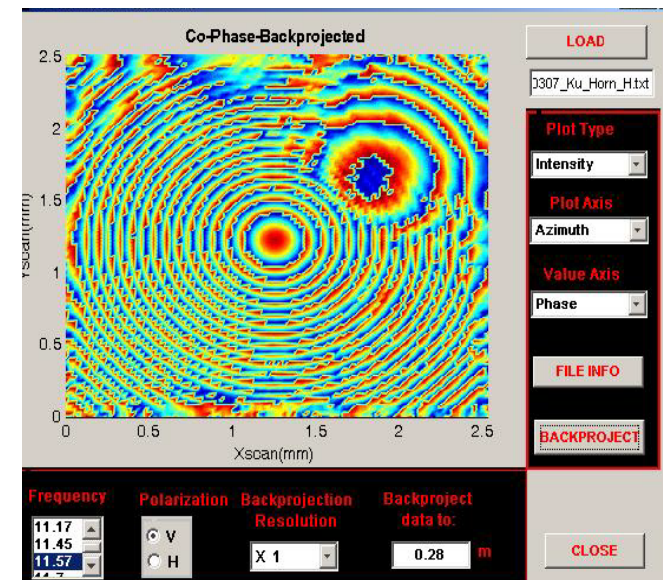 Co-Phase-Backprojected
2.5
2
1.5
1
0.5
0
0 0.5 1 1.5 2 2.5
Yscan(mm)
Xscan(mm)
LOAD
0307_Ku_Horn_H.txt
Plot Type
Intensity
Plot Axis
Azimuth
Value Axis
Phase
FILE INFO
BACKPROJECT
Frequency
11.17
11.45
11.57
Polarization
V
H
Backprojection
Resolution
X 1
Backproject
data to:
0.28 m
CLOSE